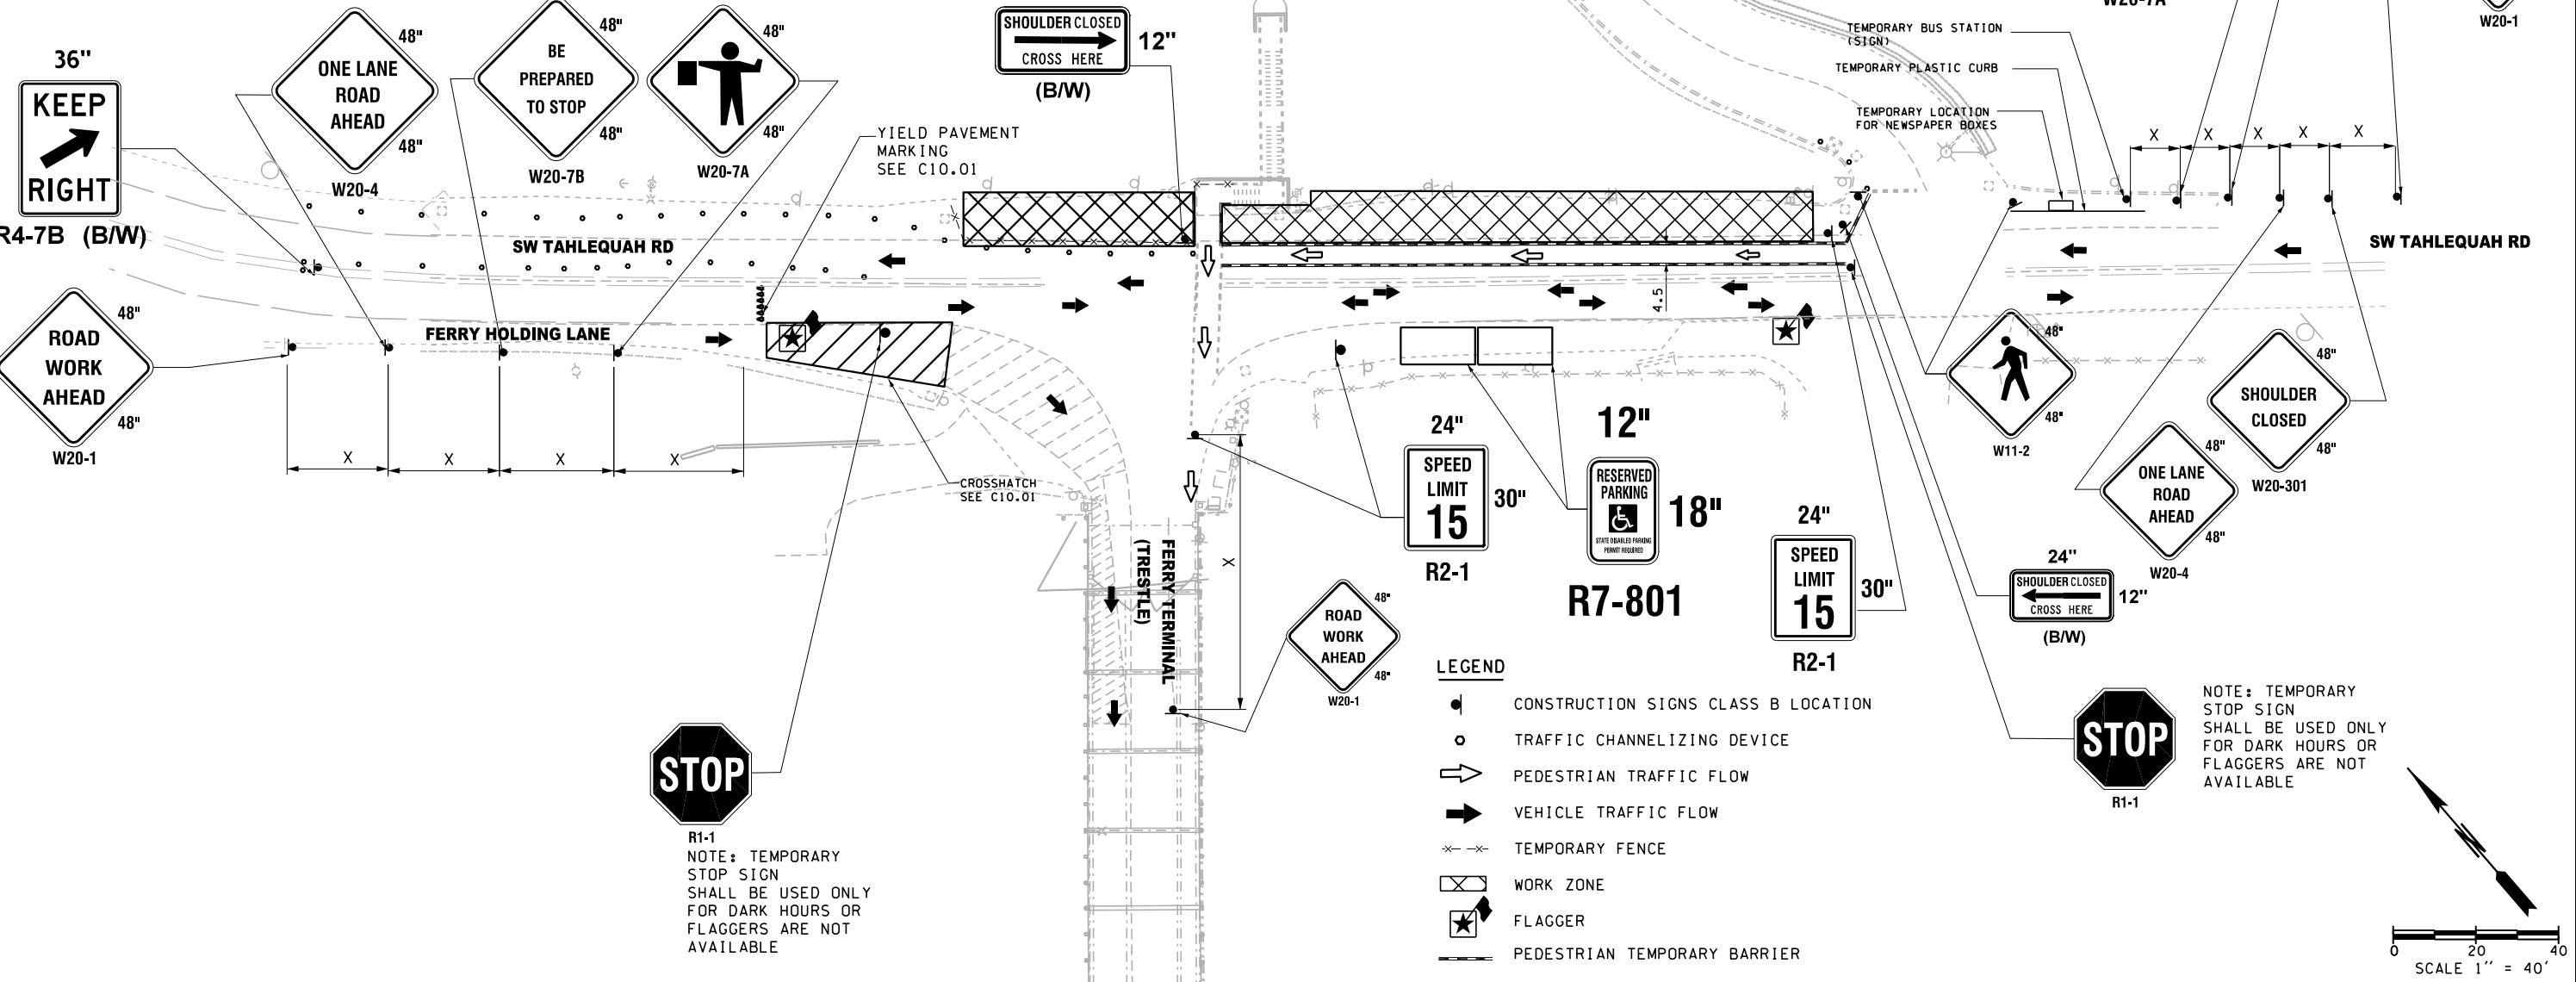 36"
KEEP
RIGHT
R4-7B (B/W)
48"
ONE LANE
ROAD
AHEAD
48"
W20-4
48"
BE
PREPARED
TO STOP
48"
W20-7B
48"
48"
W20-7A
SHOULDER CLOSED
CROSS HERE
12"
(B/W)
YIELD PAVEMENT
MARKING
SEE C10.01
W20-7A
W20-1
TEMPORARY BUS STATION
(SIGN)
TEMPORARY PLASTIC CURB
TEMPORARY LOCATION
FOR NEWSPAPER BOXES
X X X X X
SW TAHLEQUAH RD
SW TAHLEQUAH RD
FERRY HOLDING LANE
4.5
ROAD
WORK
AHEAD
48"
48"
W20-1
X X X X
CROSSHATCH
SEE C10.01
FERRY TERMINAL
(TRESTLE)
X
24"
SPEED
LIMIT
15
30"
R2-1
12"
RESERVED
PARKING
STATE DISABLED PARKING
PERMIT REQUIRED
18"
R7-801
24"
SPEED
LIMIT
15
30"
R2-1
48"
48"
W11-2
48"
SHOULDER
CLOSED
48"
W20-301
48"
ONE LANE
ROAD
AHEAD
48"
W20-4
24"
SHOULDER CLOSED
CROSS HERE
12"
(B/W)
ROAD
WORK
AHEAD
48"
48"
W20-1
STOP
R1-1
NOTE: TEMPORARY
STOP SIGN
SHALL BE USED ONLY
FOR DARK HOURS OR
FLAGGERS ARE NOT
AVAILABLE
LEGEND
CONSTRUCTION SIGNS CLASS B LOCATION
TRAFFIC CHANNELIZING DEVICE
PEDESTRIAN TRAFFIC FLOW
VEHICLE TRAFFIC FLOW
TEMPORARY FENCE
WORK ZONE
FLAGGER
PEDESTRIAN TEMPORARY BARRIER
STOP
R1-1
NOTE: TEMPORARY
STOP SIGN
SHALL BE USED ONLY
FOR DARK HOURS OR
FLAGGERS ARE NOT
AVAILABLE
N
0 20 40
SCALE 1" = 40'